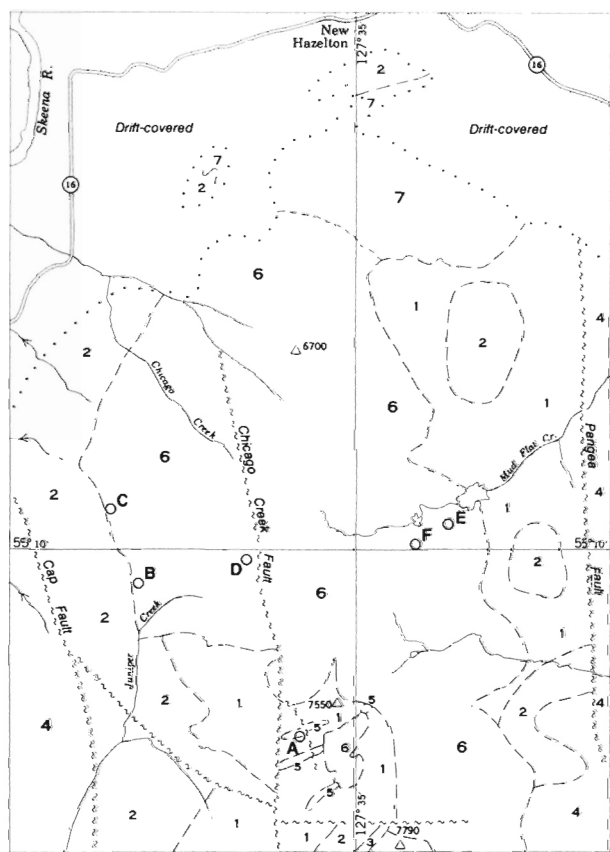 New
Hazelton
127° 35'
16
Skeena R.
2
7
Drift-covered
Drift-covered
16
7
2
16
7
6
1
4
2
2
6700
6
1
Chicago
Creek
Mud Flat Cr.
Pangea
Fault
6
Chicago
Creek
Fault
4
2
C
1
E
F
55° 10'
55° 10'
D
2
Cap
Fault
B
6
Creek
2
1
Juniper
2
1
7550
5
1
5
2
4
4
A
6
6
5
1
5
4
127° 35'
2
1
1
2
3
7790